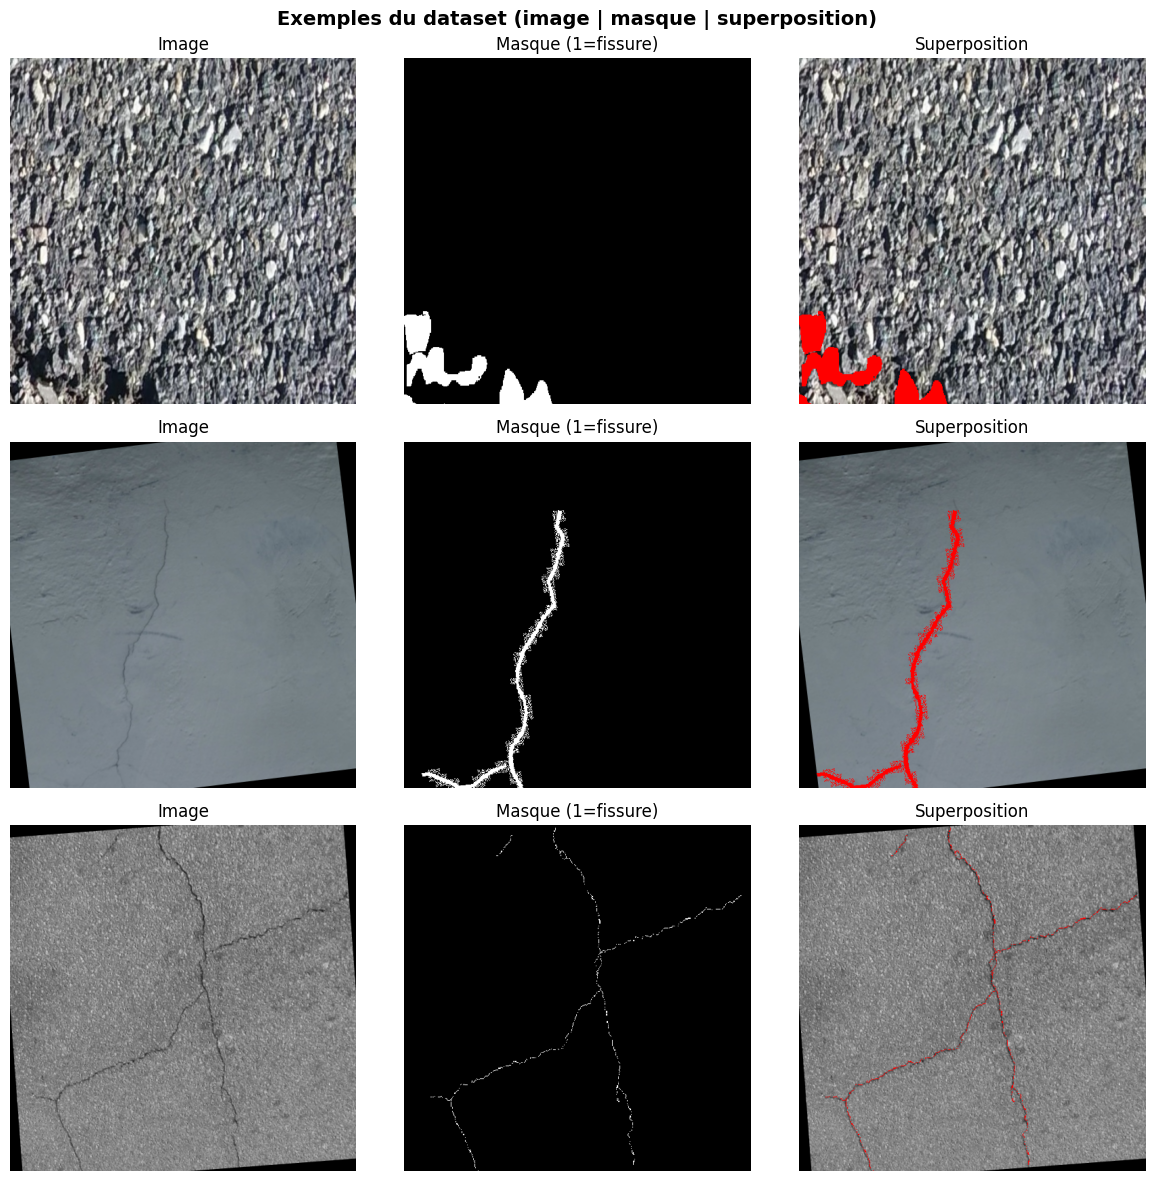 Exemples du dataset (image | masque | superposition)
Image
Masque (1=fissure)
Superposition
Image
Masque (1=fissure)
Superposition
Image
Masque (1=fissure)
Superposition